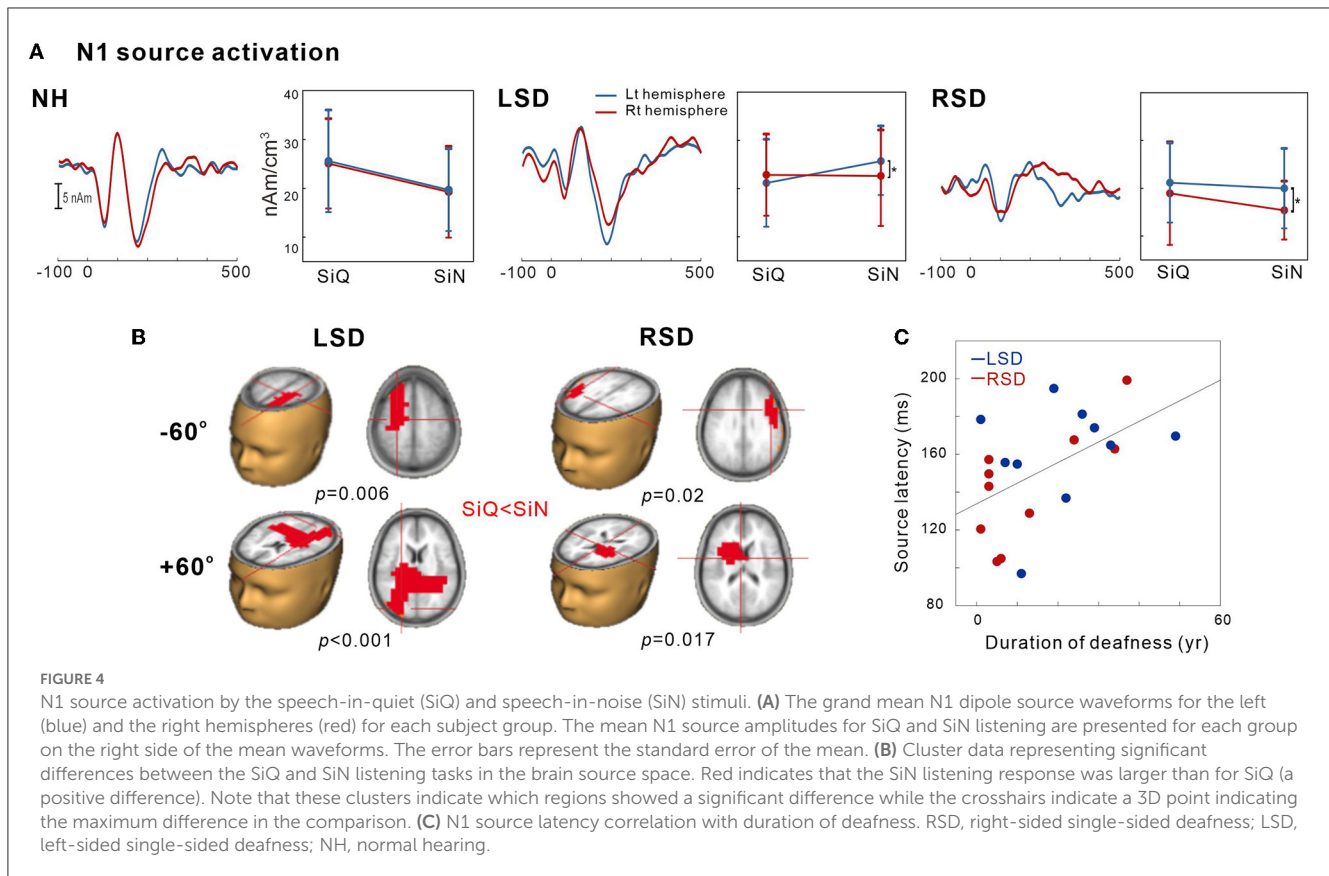 A N1 source activation
NH
LSD
RSD
Lt hemisphere
Rt hemisphere
5 nAm
-100 0 500
nAm/cm³
40
30
20
10
SiQ SiN
-100 0 500
*
SiQ SiN
-100 0 500
*
SiQ SiN
B LSD RSD
-60°
p=0.006
p=0.02
SiQ<SiN
+60°
p<0.001
p=0.017
C
LSD
RSD
Source latency (ms)
200
160
120
80
0 60
Duration of deafness (yr)
FIGURE 4
N1 source activation by the speech-in-quiet (SiQ) and speech-in-noise (SiN) stimuli. (A) The grand mean N1 dipole source waveforms for the left
(blue) and the right hemispheres (red) for each subject group. The mean N1 source amplitudes for SiQ and SiN listening are presented for each group
on the right side of the mean waveforms. The error bars represent the standard error of the mean. (B) Cluster data representing significant
differences between the SiQ and SiN listening tasks in the brain source space. Red indicates that the SiN listening response was larger than for SiQ (a
positive difference). Note that these clusters indicate which regions showed a significant difference while the crosshairs indicate a 3D point indicating
the maximum difference in the comparison. (C) N1 source latency correlation with duration of deafness. RSD, right-sided single-sided deafness; LSD,
left-sided single-sided deafness; NH, normal hearing.